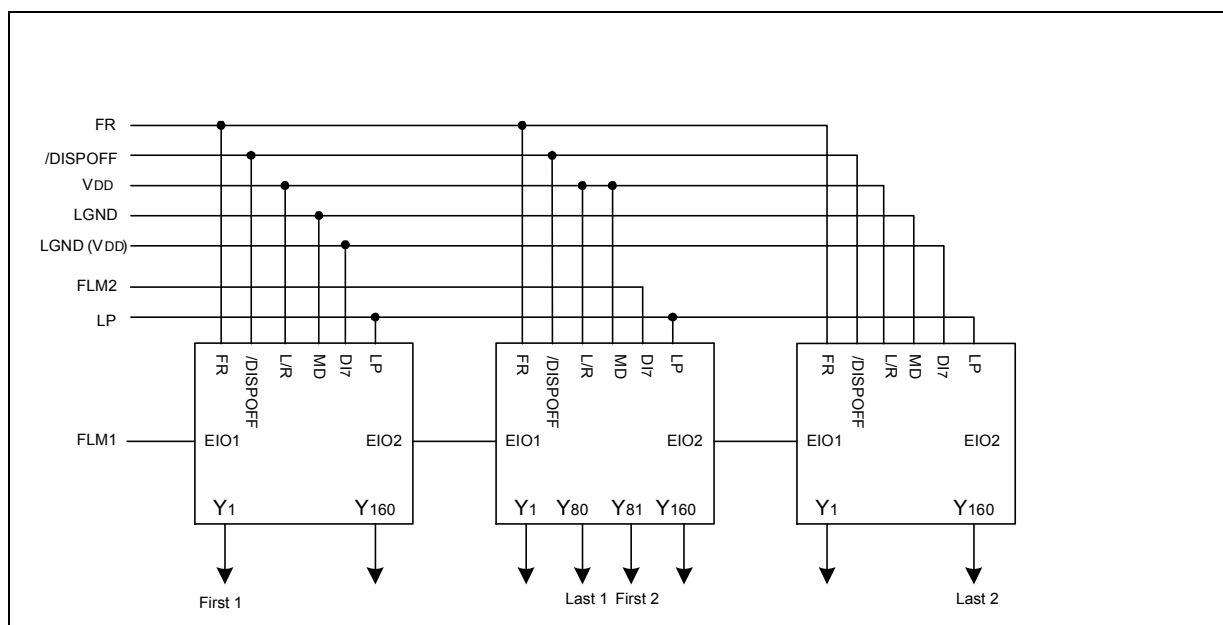 FR
/DISPOFF
VDD
LGND
LGND (VDD)
FLM2
LP
FR /DISPOFF L/R MD DI7 LP
FR /DISPOFF L/R MD DI7 LP
FR /DISPOFF L/R MD DI7 LP
FLM1 EIO1 EIO2 EIO1 EIO2 EIO1 EIO2
Y1 Y160 Y1 Y80 Y81 Y160 Y1 Y160
First 1 Last 1 First 2 Last 2